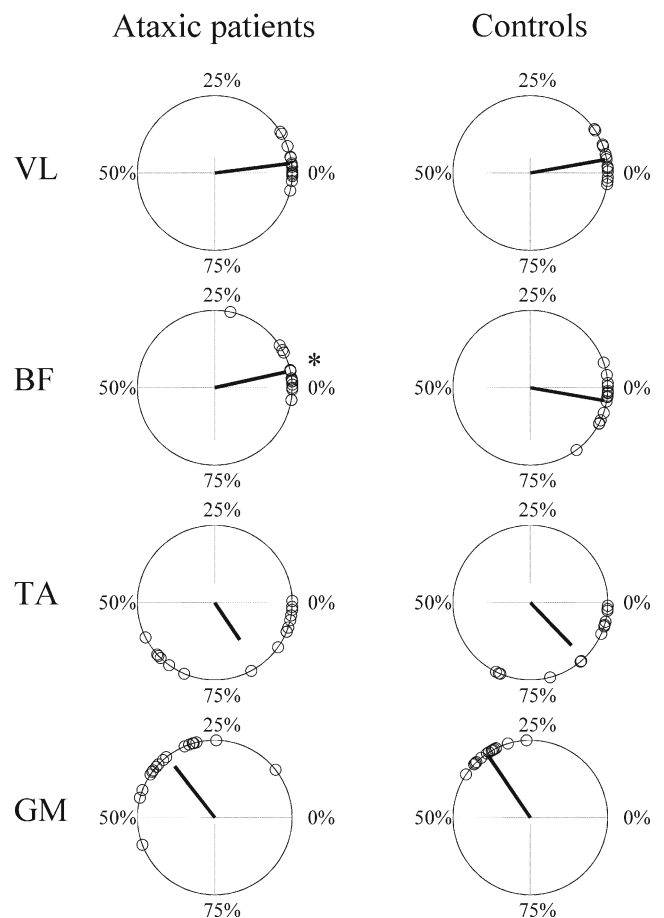 Ataxic patients Controls
25% 25%
VL 50% 0% 50% 0%
75% 75%
25% 25%
*
BF 50% 0% 50% 0%
75% 75%
25% 25%
TA 50% 0% 50% 0%
75% 75%
25% 25%
GM 50% 0% 50% 0%
75% 75%